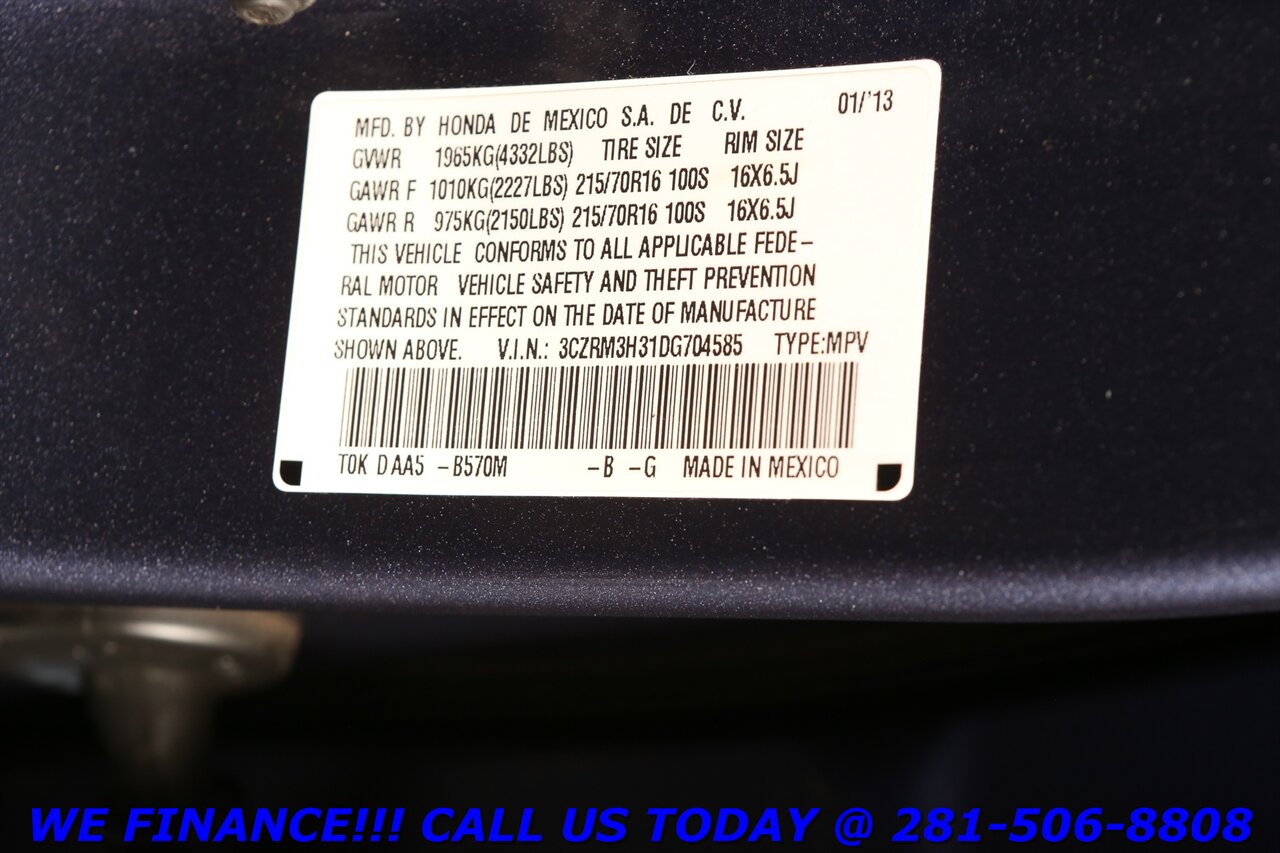 MFD. BY HONDA DE MEXICO S.A. DE C.V. 01/'13
GVWR 1965KG(4332LBS) TIRE SIZE RIM SIZE
GAWR F 1010KG(2227LBS) 215/70R16 100S 16X6.5J
GAWR R 975KG(2150LBS) 215/70R16 100S 16X6.5J
THIS VEHICLE CONFORMS TO ALL APPLICABLE FEDE-
RAL MOTOR VEHICLE SAFETY AND THEFT PREVENTION
STANDARDS IN EFFECT ON THE DATE OF MANUFACTURE
SHOWN ABOVE. V.I.N.: 3CZRM3H31DG704585 TYPE:MPV
T0K D AA5 -B570M -B -G MADE IN MEXICO
WE FINANCE!!! CALL US TODAY @ 281-506-8808